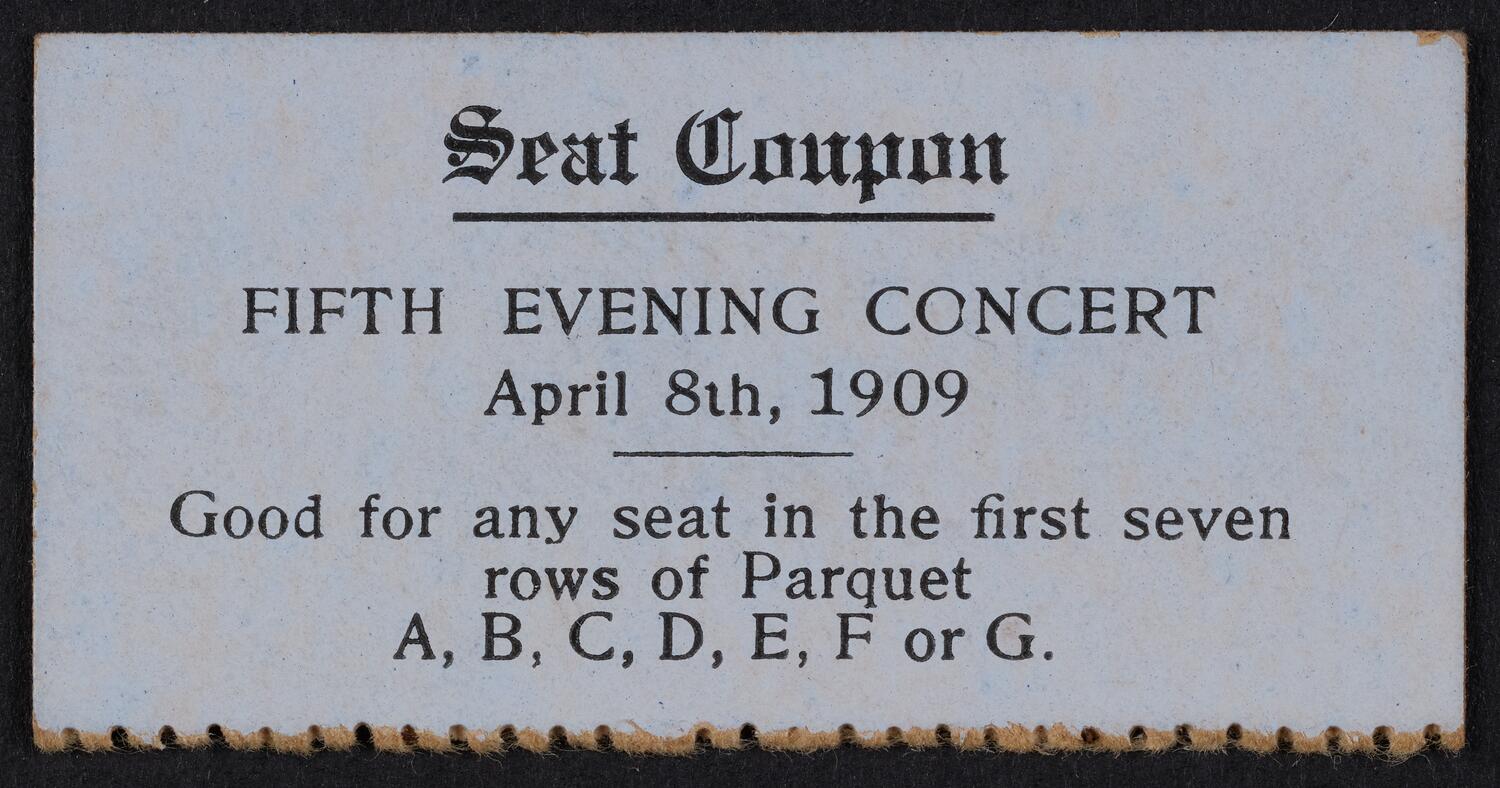 Seat Coupon
FIFTH EVENING CONCERT
April 8th, 1909
Good for any seat in the first seven
rows of Parquet
A, B, C, D, E, F or G.